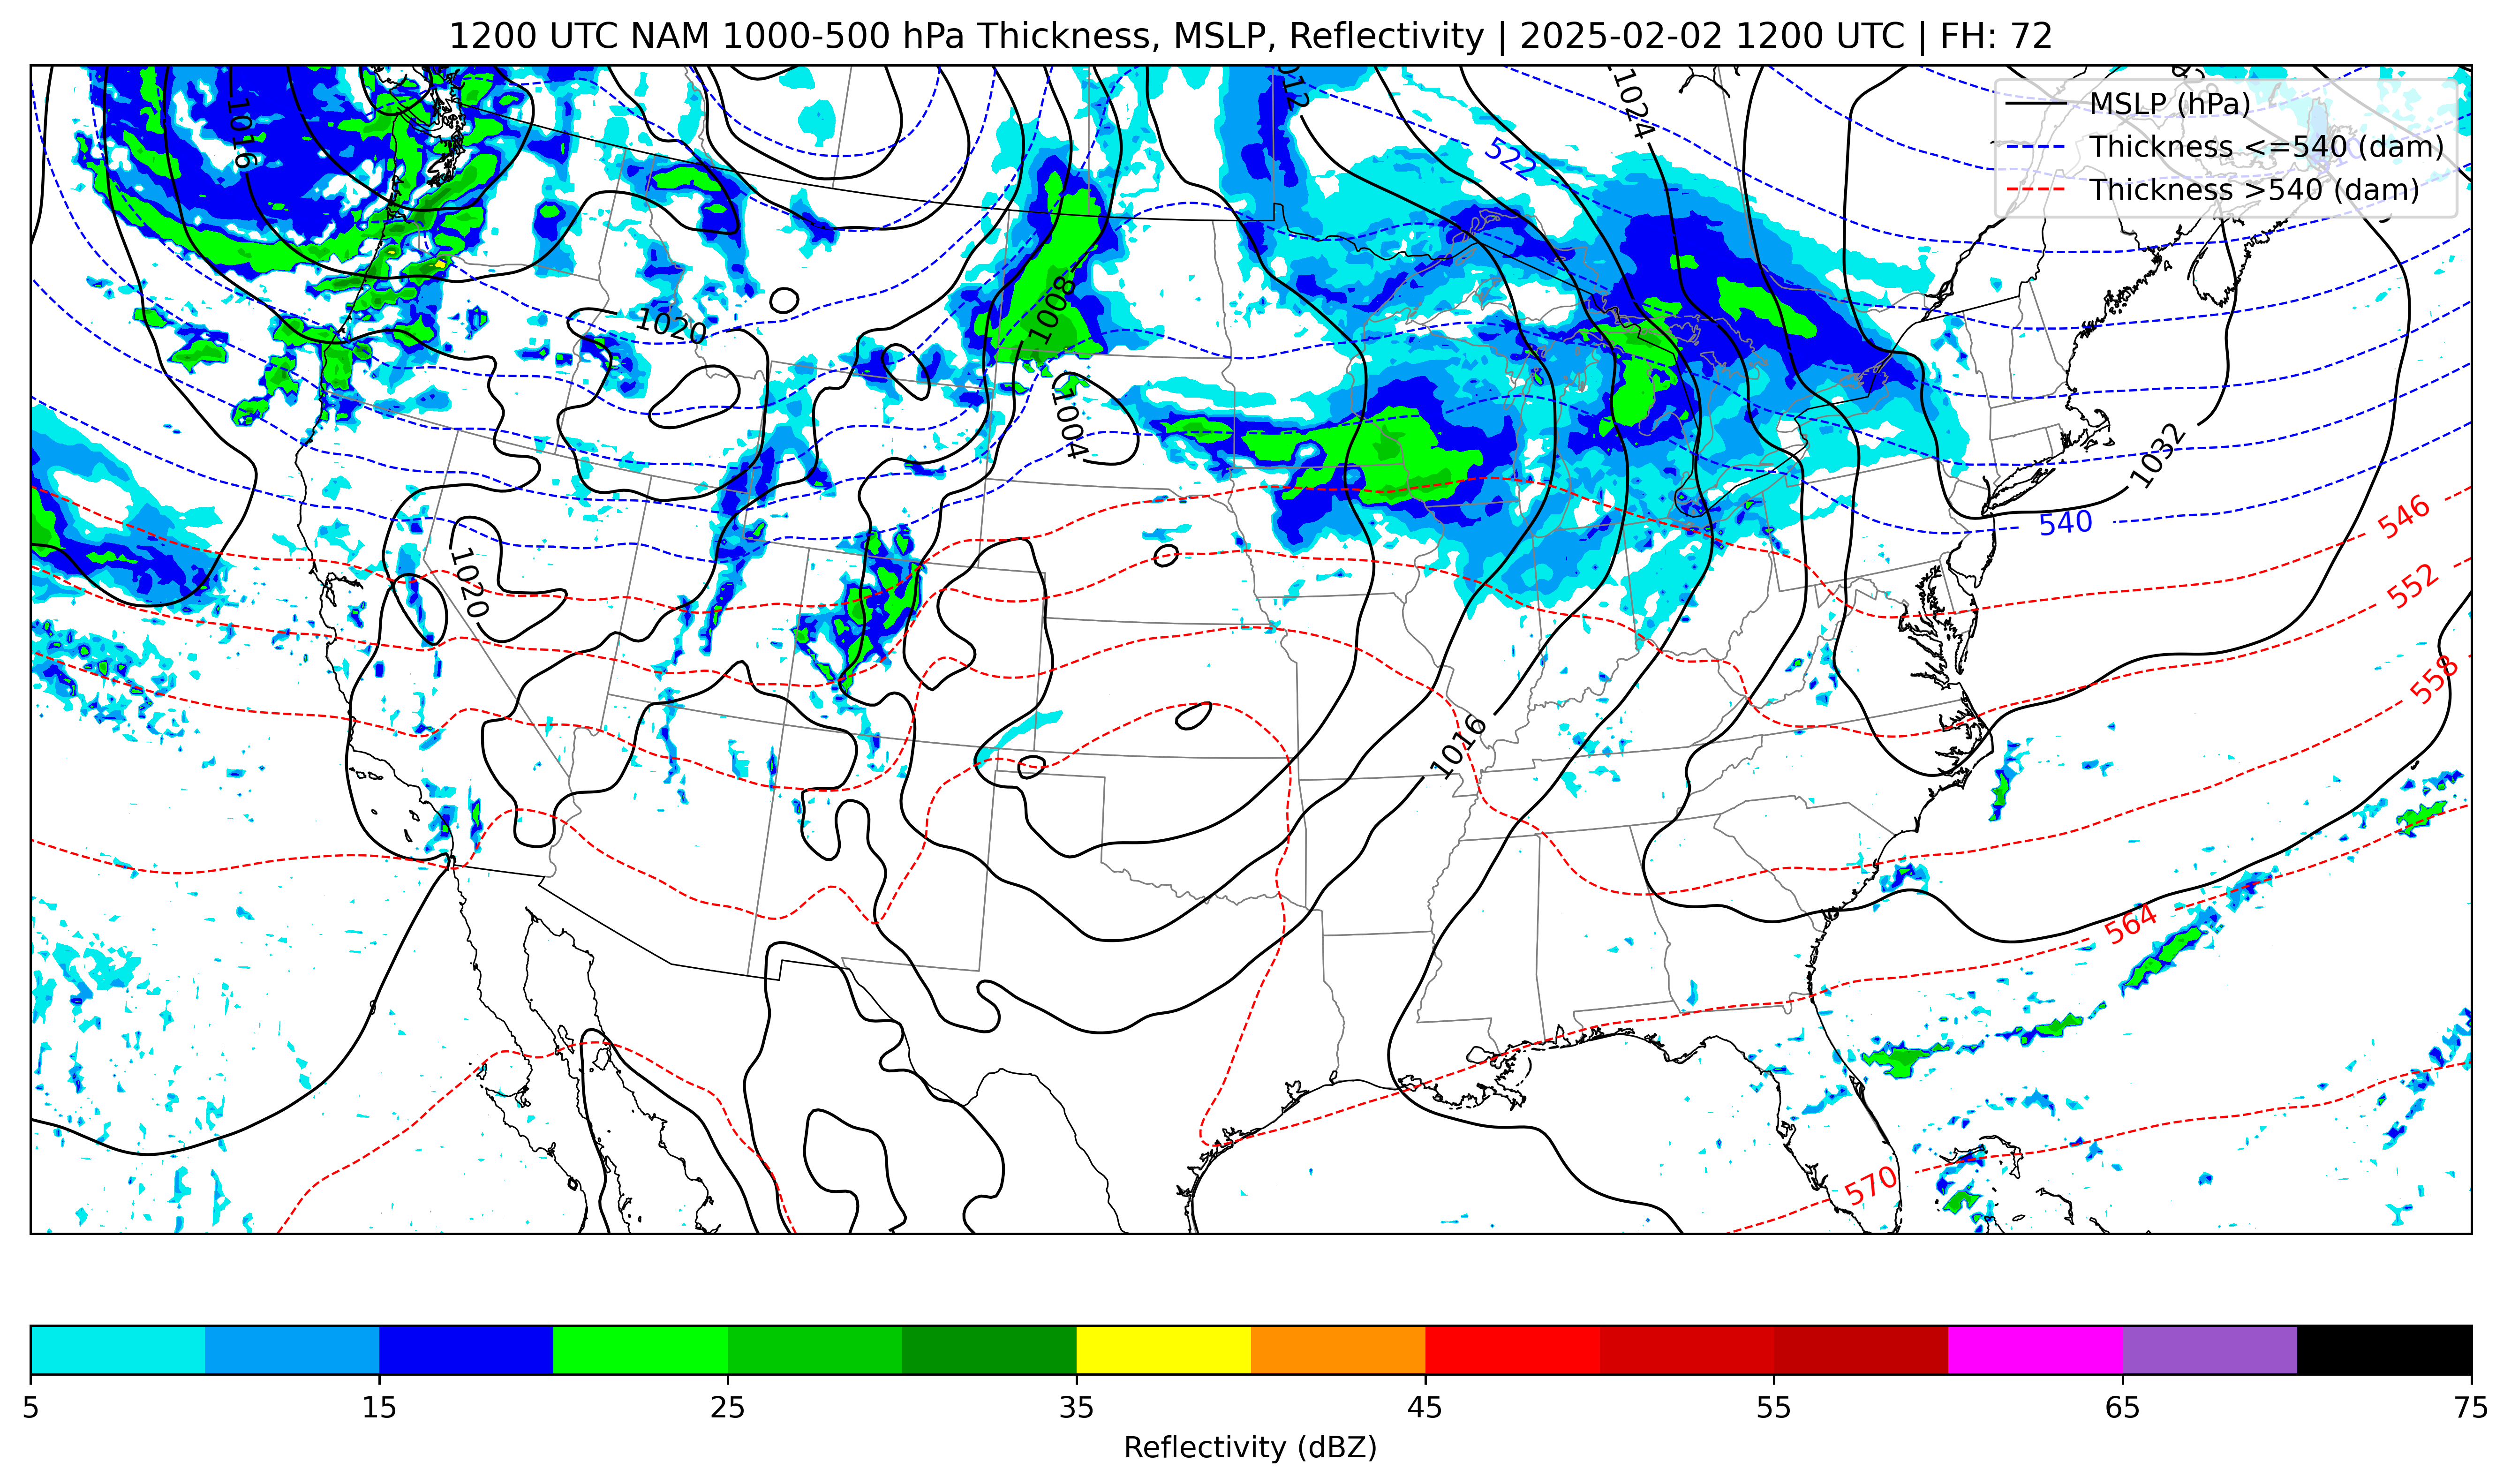 1200 UTC NAM 1000-500 hPa Thickness, MSLP, Reflectivity | 2025-02-02 1200 UTC | FH: 72
MSLP (hPa)
Thickness <=540 (dam)
Thickness >540 (dam)
1016
1012
1024
522
1020
1008
1004
1032
540
546
552
558
1020
1016
564
570
5 15 25 35 45 55 65 75
Reflectivity (dBZ)